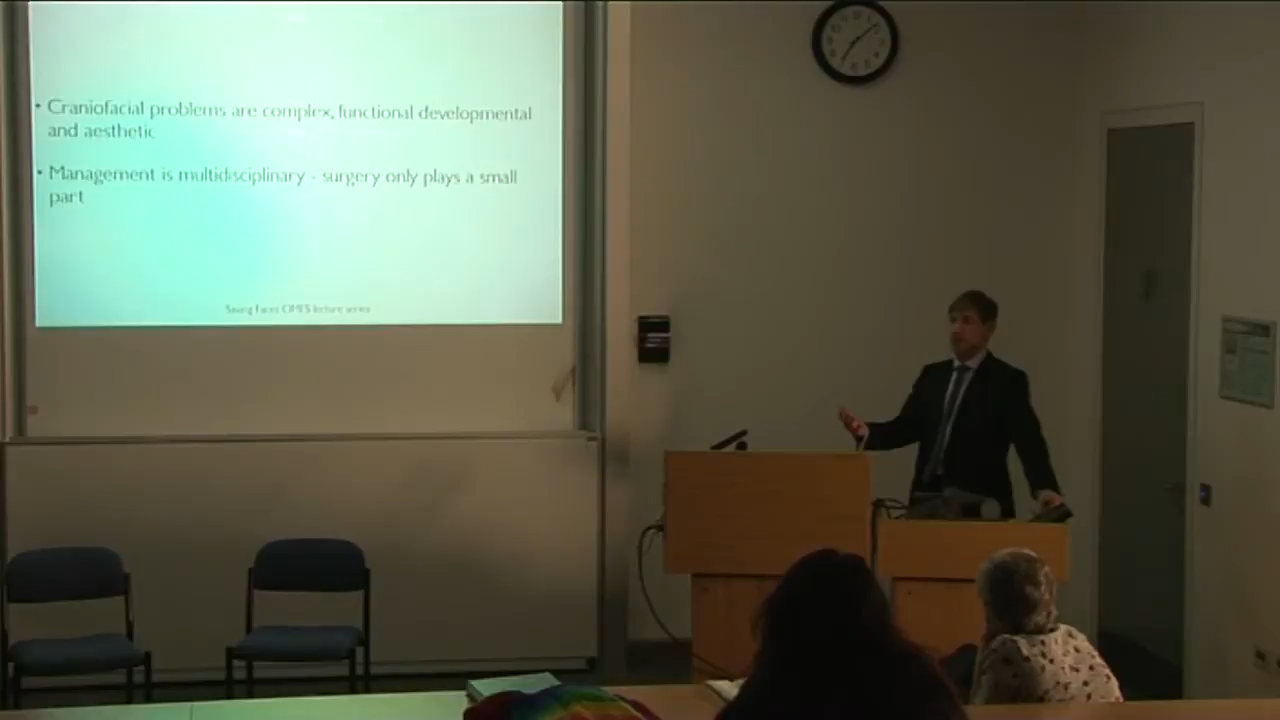 • Craniofacial problems are complex, functional developmental
and aesthetic
• Management is multidisciplinary - surgery only plays a small
part
Saving Faces OMFS lecture series